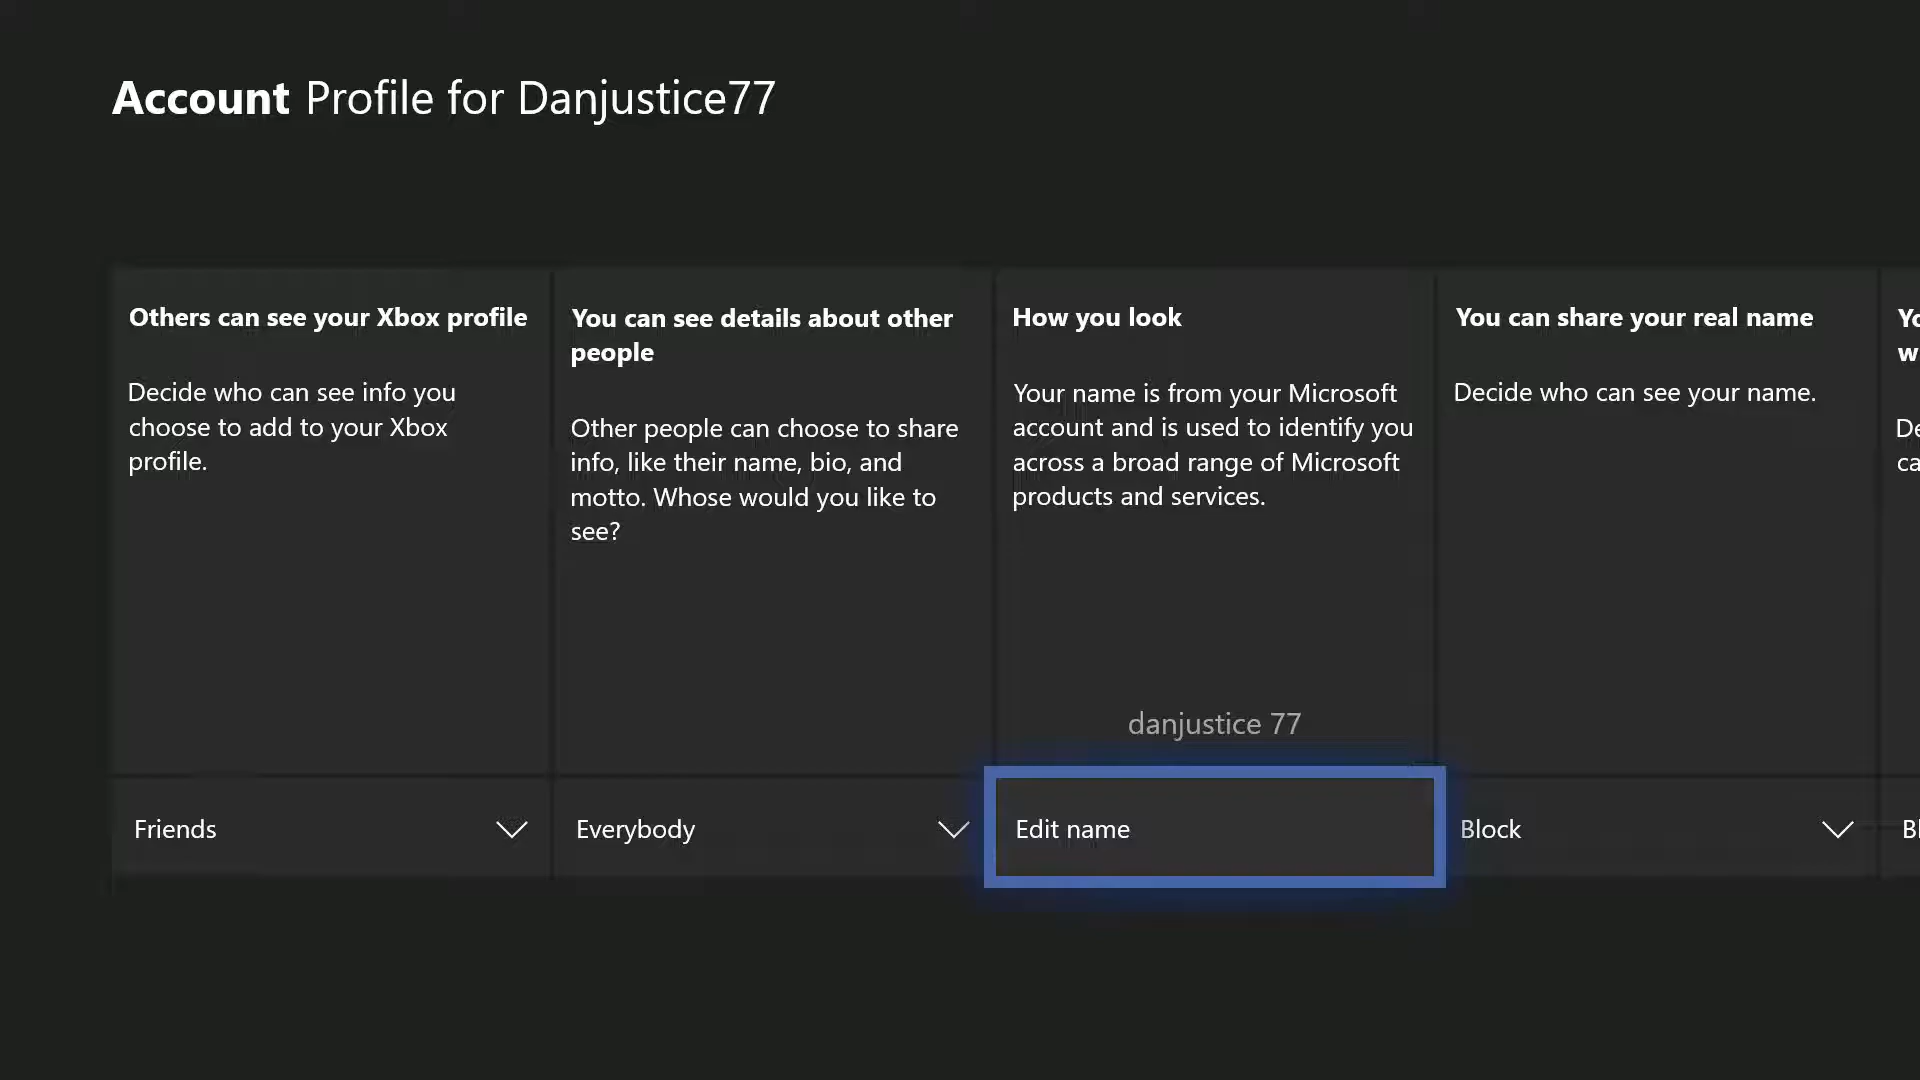 Account Profile for Danjustice77
Others can see your Xbox profile
Decide who can see info you
choose to add to your Xbox
profile.
Friends
You can see details about other
people
Other people can choose to share
info, like their name, bio, and
motto. Whose would you like to
see?
Everybody
How you look
Your name is from your Microsoft
account and is used to identify you
across a broad range of Microsoft
products and services.
danjustice 77
Edit name
You can share your real name
Decide who can see your name.
Block